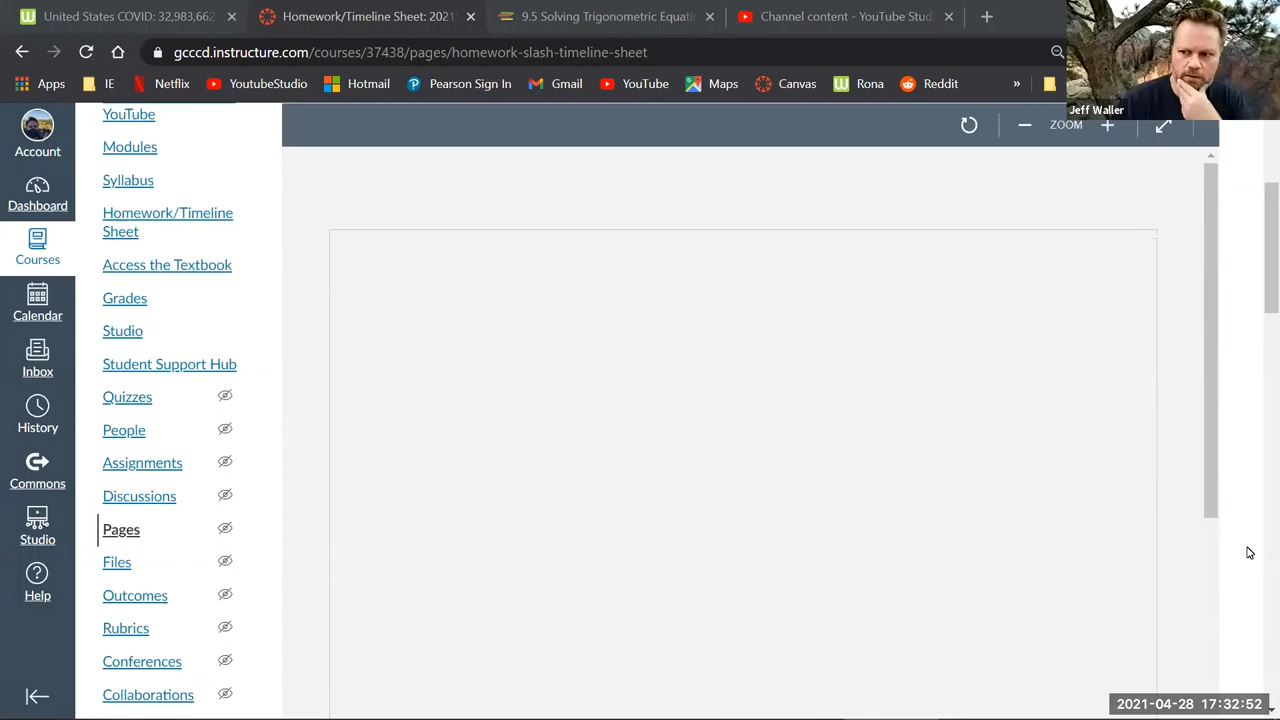 United States COVID: 32,983,662
Homework/Timeline Sheet: 2021
9.5 Solving Trigonometric Equati
Channel content - YouTube Stud
gcccd.instructure.com/courses/37438/pages/homework-slash-timeline-sheet
Apps
IE
Netflix
YoutubeStudio
Hotmail
Pearson Sign in
Gmail
YouTube
Maps
Canvas
Rona
Reddit
»
Jeff Waller
Account
Dashboard
Courses
Calendar
Inbox
History
Commons
Studio
Help
YouTube
Modules
Syllabus
Homework/Timeline
Sheet
Access the Textbook
Grades
Studio
Student Support Hub
Quizzes
People
Assignments
Discussions
Pages
Files
Outcomes
Rubrics
Conferences
Collaborations
ZOOM
2021-04-28 17:32:52